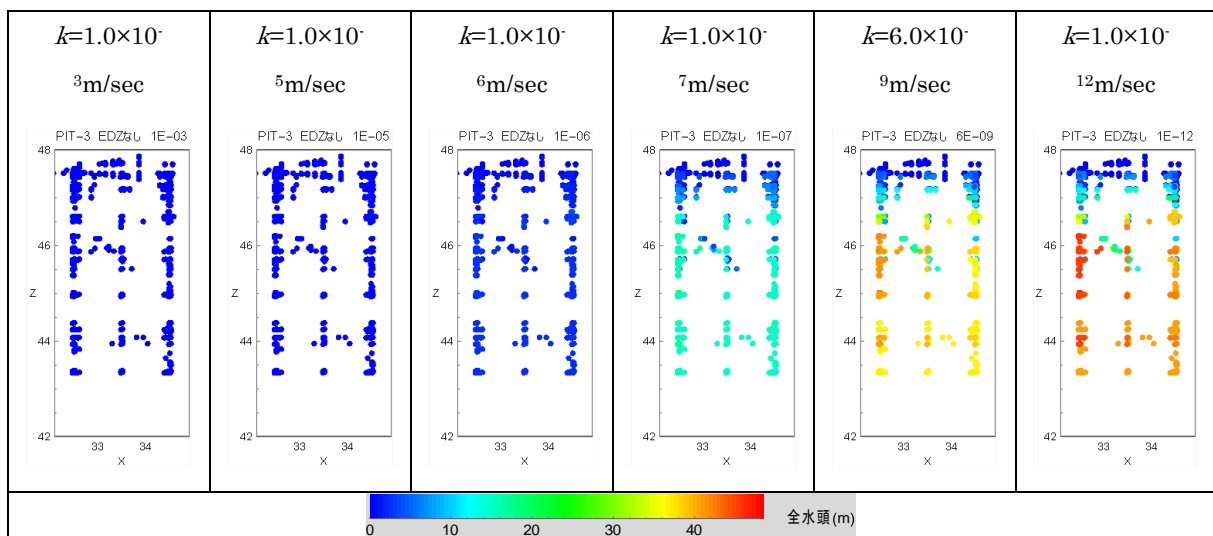 k=1.0×10-
3m/sec
k=1.0×10-
5m/sec
k=1.0×10-
6m/sec
k=1.0×10-
7m/sec
k=6.0×10-
9m/sec
k=1.0×10-
12m/sec
PIT-3 EDZなし 1E-03
48
46
Z
44
42
33 34
X
PIT-3 EDZなし 1E-05
48
46
Z
44
42
33 34
X
PIT-3 EDZなし 1E-06
48
46
Z
44
42
33 34
X
PIT-3 EDZなし 1E-07
48
46
Z
44
42
33 34
X
PIT-3 EDZなし 6E-09
48
46
Z
44
42
33 34
X
PIT-3 EDZなし 1E-12
48
46
Z
44
42
33 34
X
0 10 20 30 40 全水頭(m)